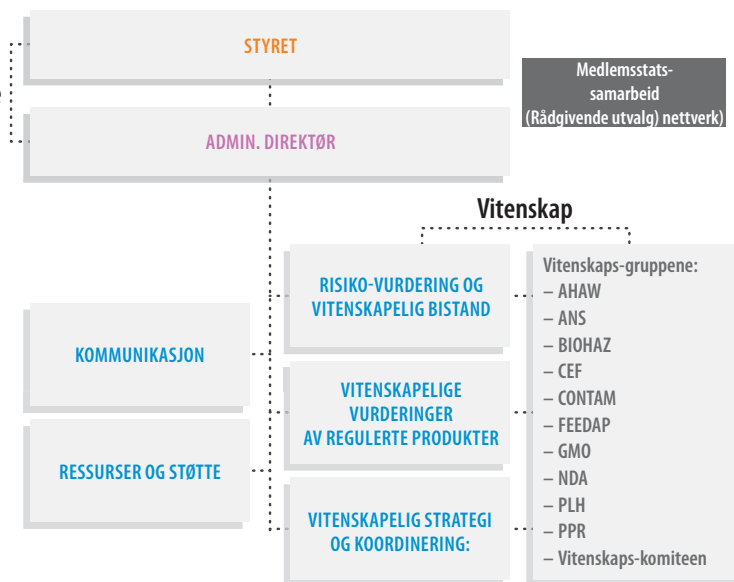 STYRET
Medlemsstats-
samarbeid
(Rådgivende utvalg) nettverk)
ADMIN. DIREKTØR
Vitenskap
RISIKO-VURDERING OG
VITENSKAPELIG BISTAND
KOMMUNIKASJON
VITENSKAPELIGE
VURDERINGER
AV REGULERTE PRODUKTER
RESSURSER OG STØTTE
VITENSKAPELIG STRATEGI
OG KOORDINERING:
Vitenskaps-gruppene:
– AHAW
– ANS
– BIOHAZ
– CEF
– CONTAM
– FEEDAP
– GMO
– NDA
– PLH
– PPR
– Vitenskaps-komiteen